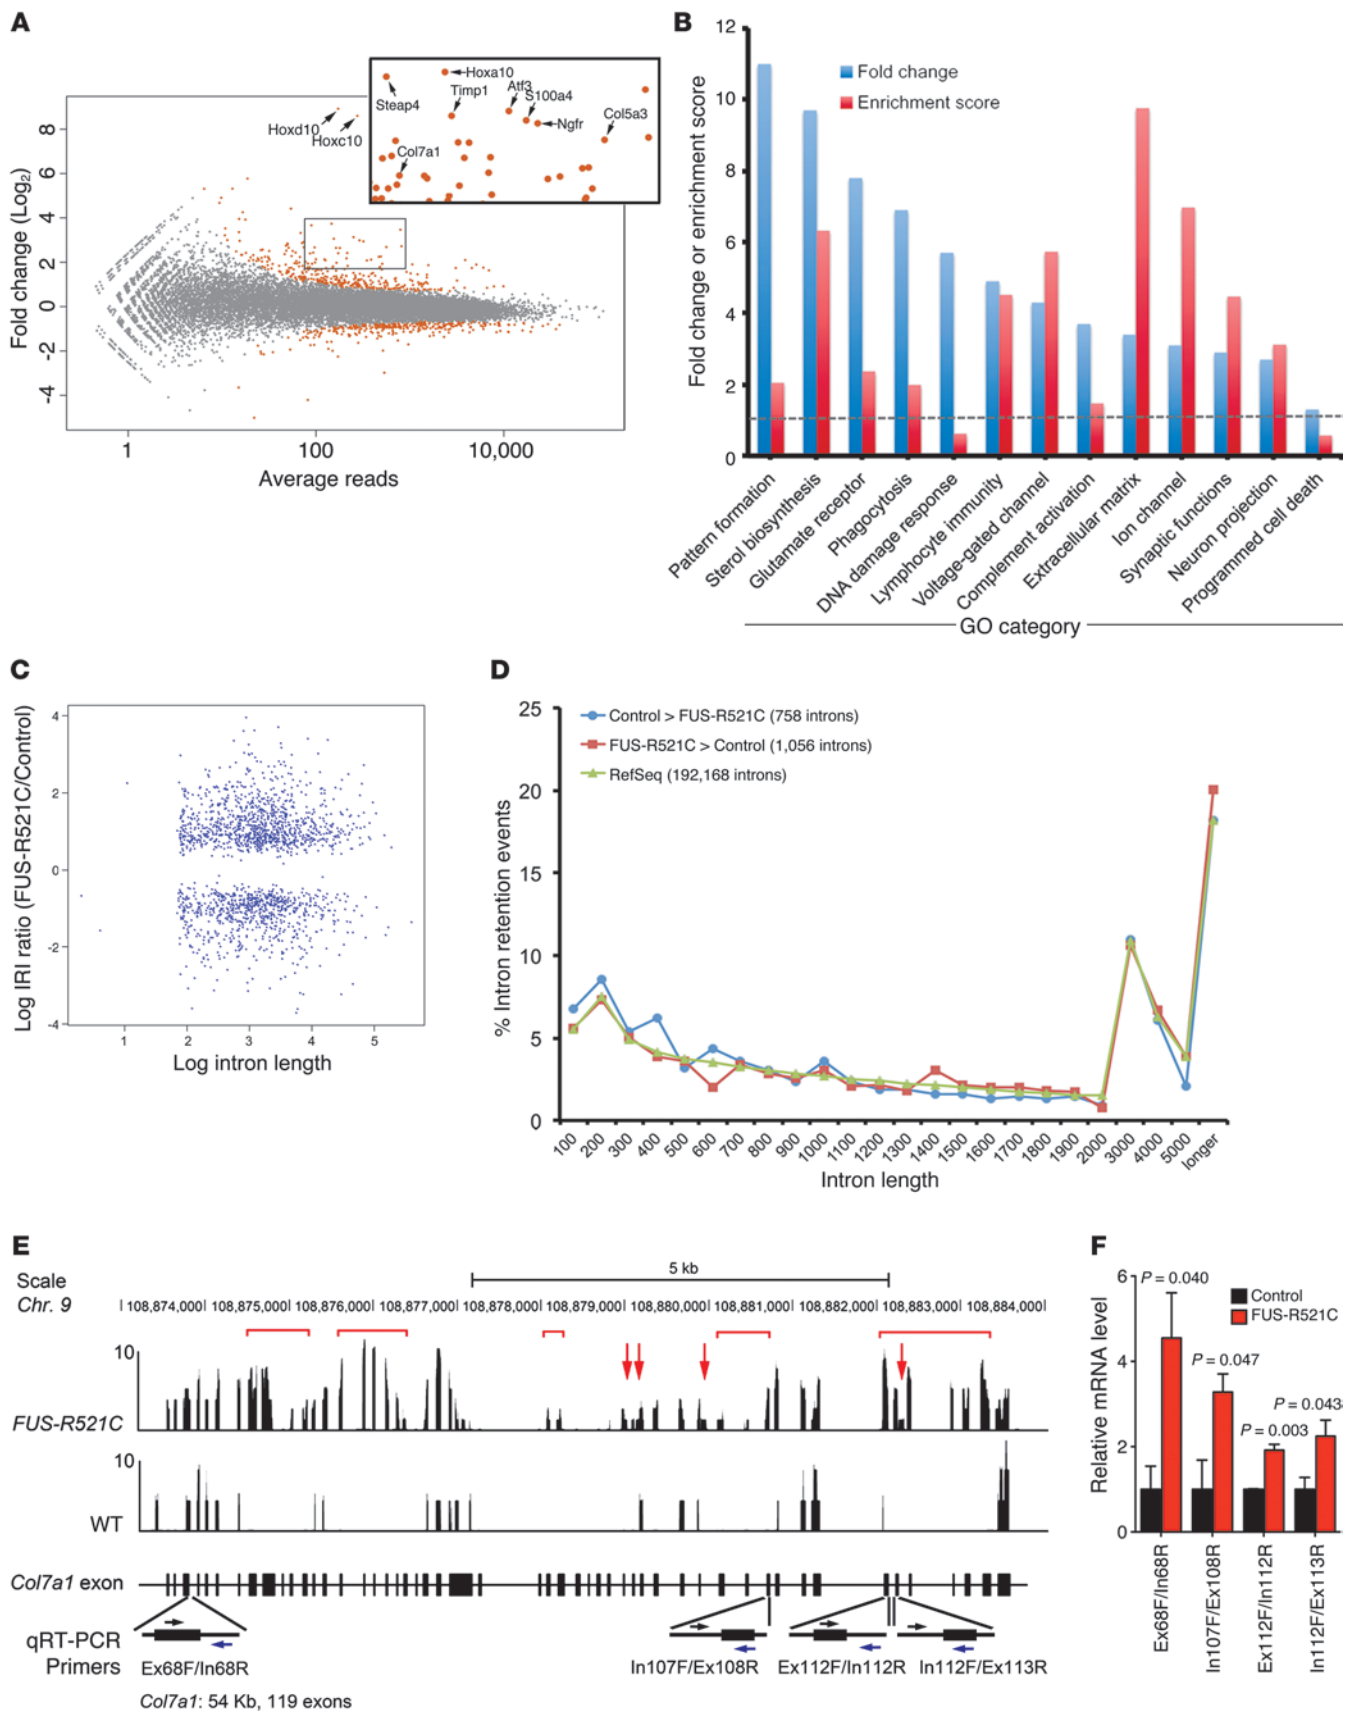 A
Fold change (Log2)
8
6
4
2
0
-2
-4
1
100
10,000
Average reads
Hoxd10
Hoxc10
Steap4
Hoxa10
Timp1
Atf3
S100a4
Ngfr
Col5a3
Col7a1
B
Fold change or enrichment score
12
10
8
6
4
2
0
Fold change
Enrichment score
Pattern formation
Sterol biosynthesis
Glutamate receptor
Phagocytosis
DNA damage response
Lymphocyte immunity
Voltage-gated channel
Complement activation
Extracellular matrix
Ion channel
Synaptic functions
Neuron projection
Programmed cell death
GO category
C
Log IRI ratio (FUS-R521C/Control)
4
2
0
-2
-4
1
2
3
4
5
Log intron length
D
% Intron retention events
25
20
15
10
5
0
Control > FUS-R521C (758 introns)
FUS-R521C > Control (1,056 introns)
RefSeq (192,168 introns)
100
200
300
400
500
600
700
800
900
1000
1100
1200
1300
1400
1500
1600
1700
1800
1900
2000
3000
4000
5000
longer
Intron length
E
Scale
5 kb
Chr. 9
108,874,000
108,875,000
108,876,000
108,877,000
108,878,000
108,879,000
108,880,000
108,881,000
108,882,000
108,883,000
108,884,000
10
FUS-R521C
10
WT
Col7a1 exon
qRT-PCR
Primers
Ex68F/In68R
In107F/Ex108R
Ex112F/In112R
In112F/Ex113R
Col7a1: 54 Kb, 119 exons
F
Relative mRNA level
6
4
2
0
P = 0.040
P = 0.047
P = 0.003
P = 0.043
Control
FUS-R521C
Ex68F/In68R
In107F/Ex108R
Ex112F/In112R
In112F/Ex113R